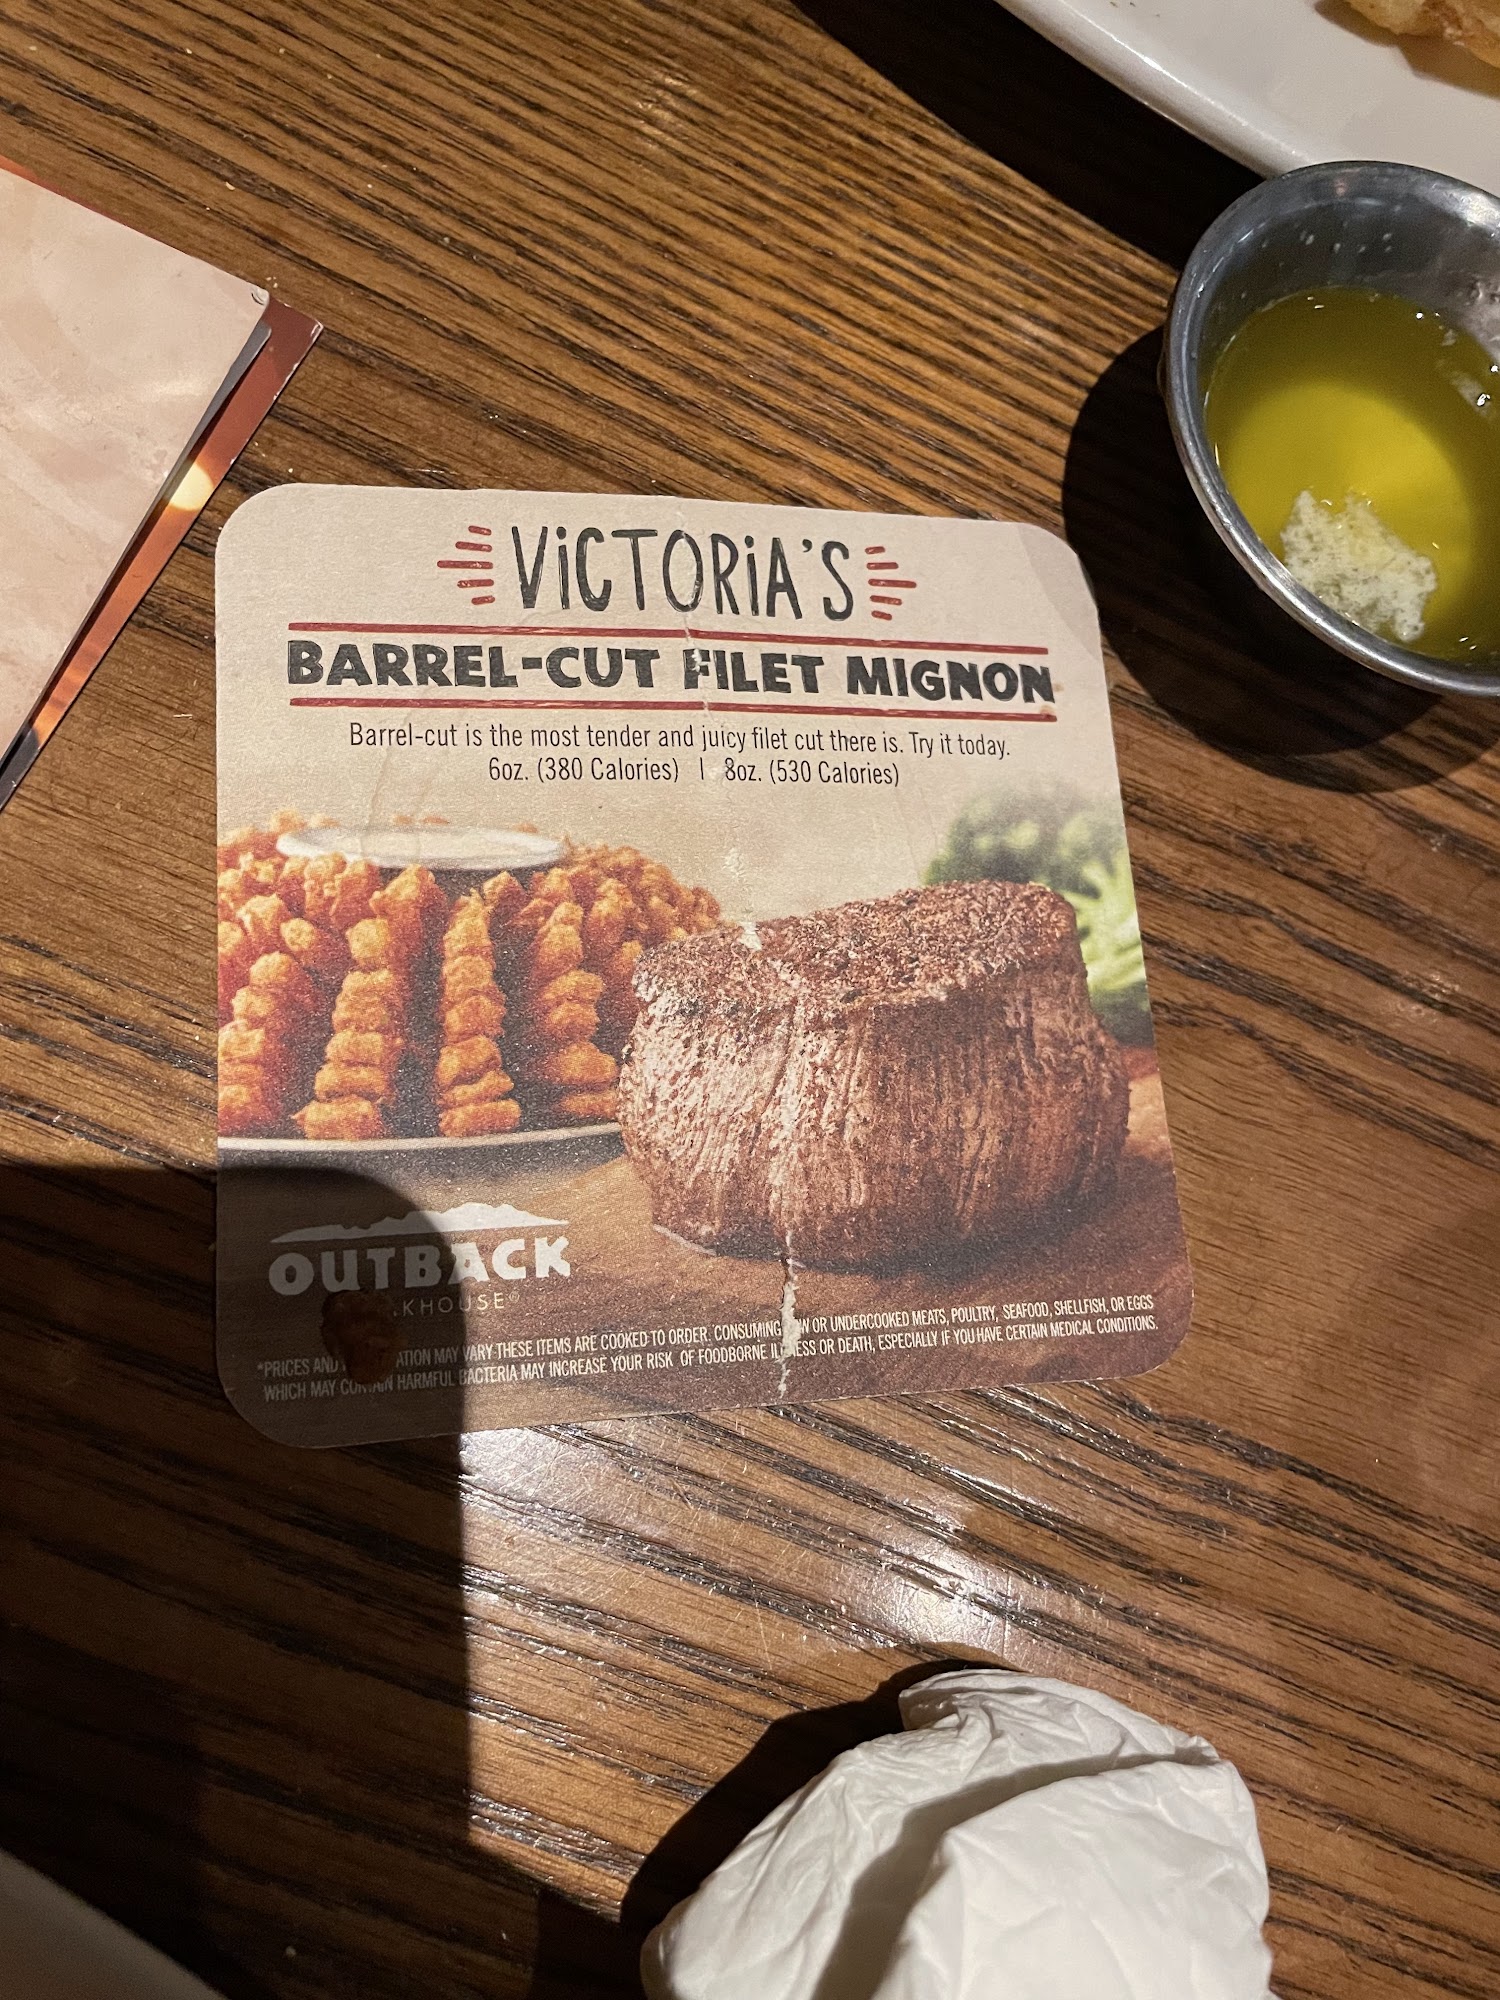 ViCTORiA'S
BARREL-CUT FILET MIGNON
Barrel-cut is the most tender and juicy filet cut there is. Try it today.
6oz. (380 Calories) | 8oz. (530 Calories)
OUTBACK
KHOUSE®
*PRICES AND ATION MAY VARY THESE ITEMS ARE COOKED TO ORDER. CONSUMING OR UNDERCOOKED MEATS, POULTRY, SEAFOOD, SHELLFISH, OR EGGS
WHICH MAY CONTAIN HARMFUL BACTERIA MAY INCREASE YOUR RISK OF FOODBORNE ILLNESS OR DEATH, ESPECIALLY IF YOU HAVE CERTAIN MEDICAL CONDITIONS.